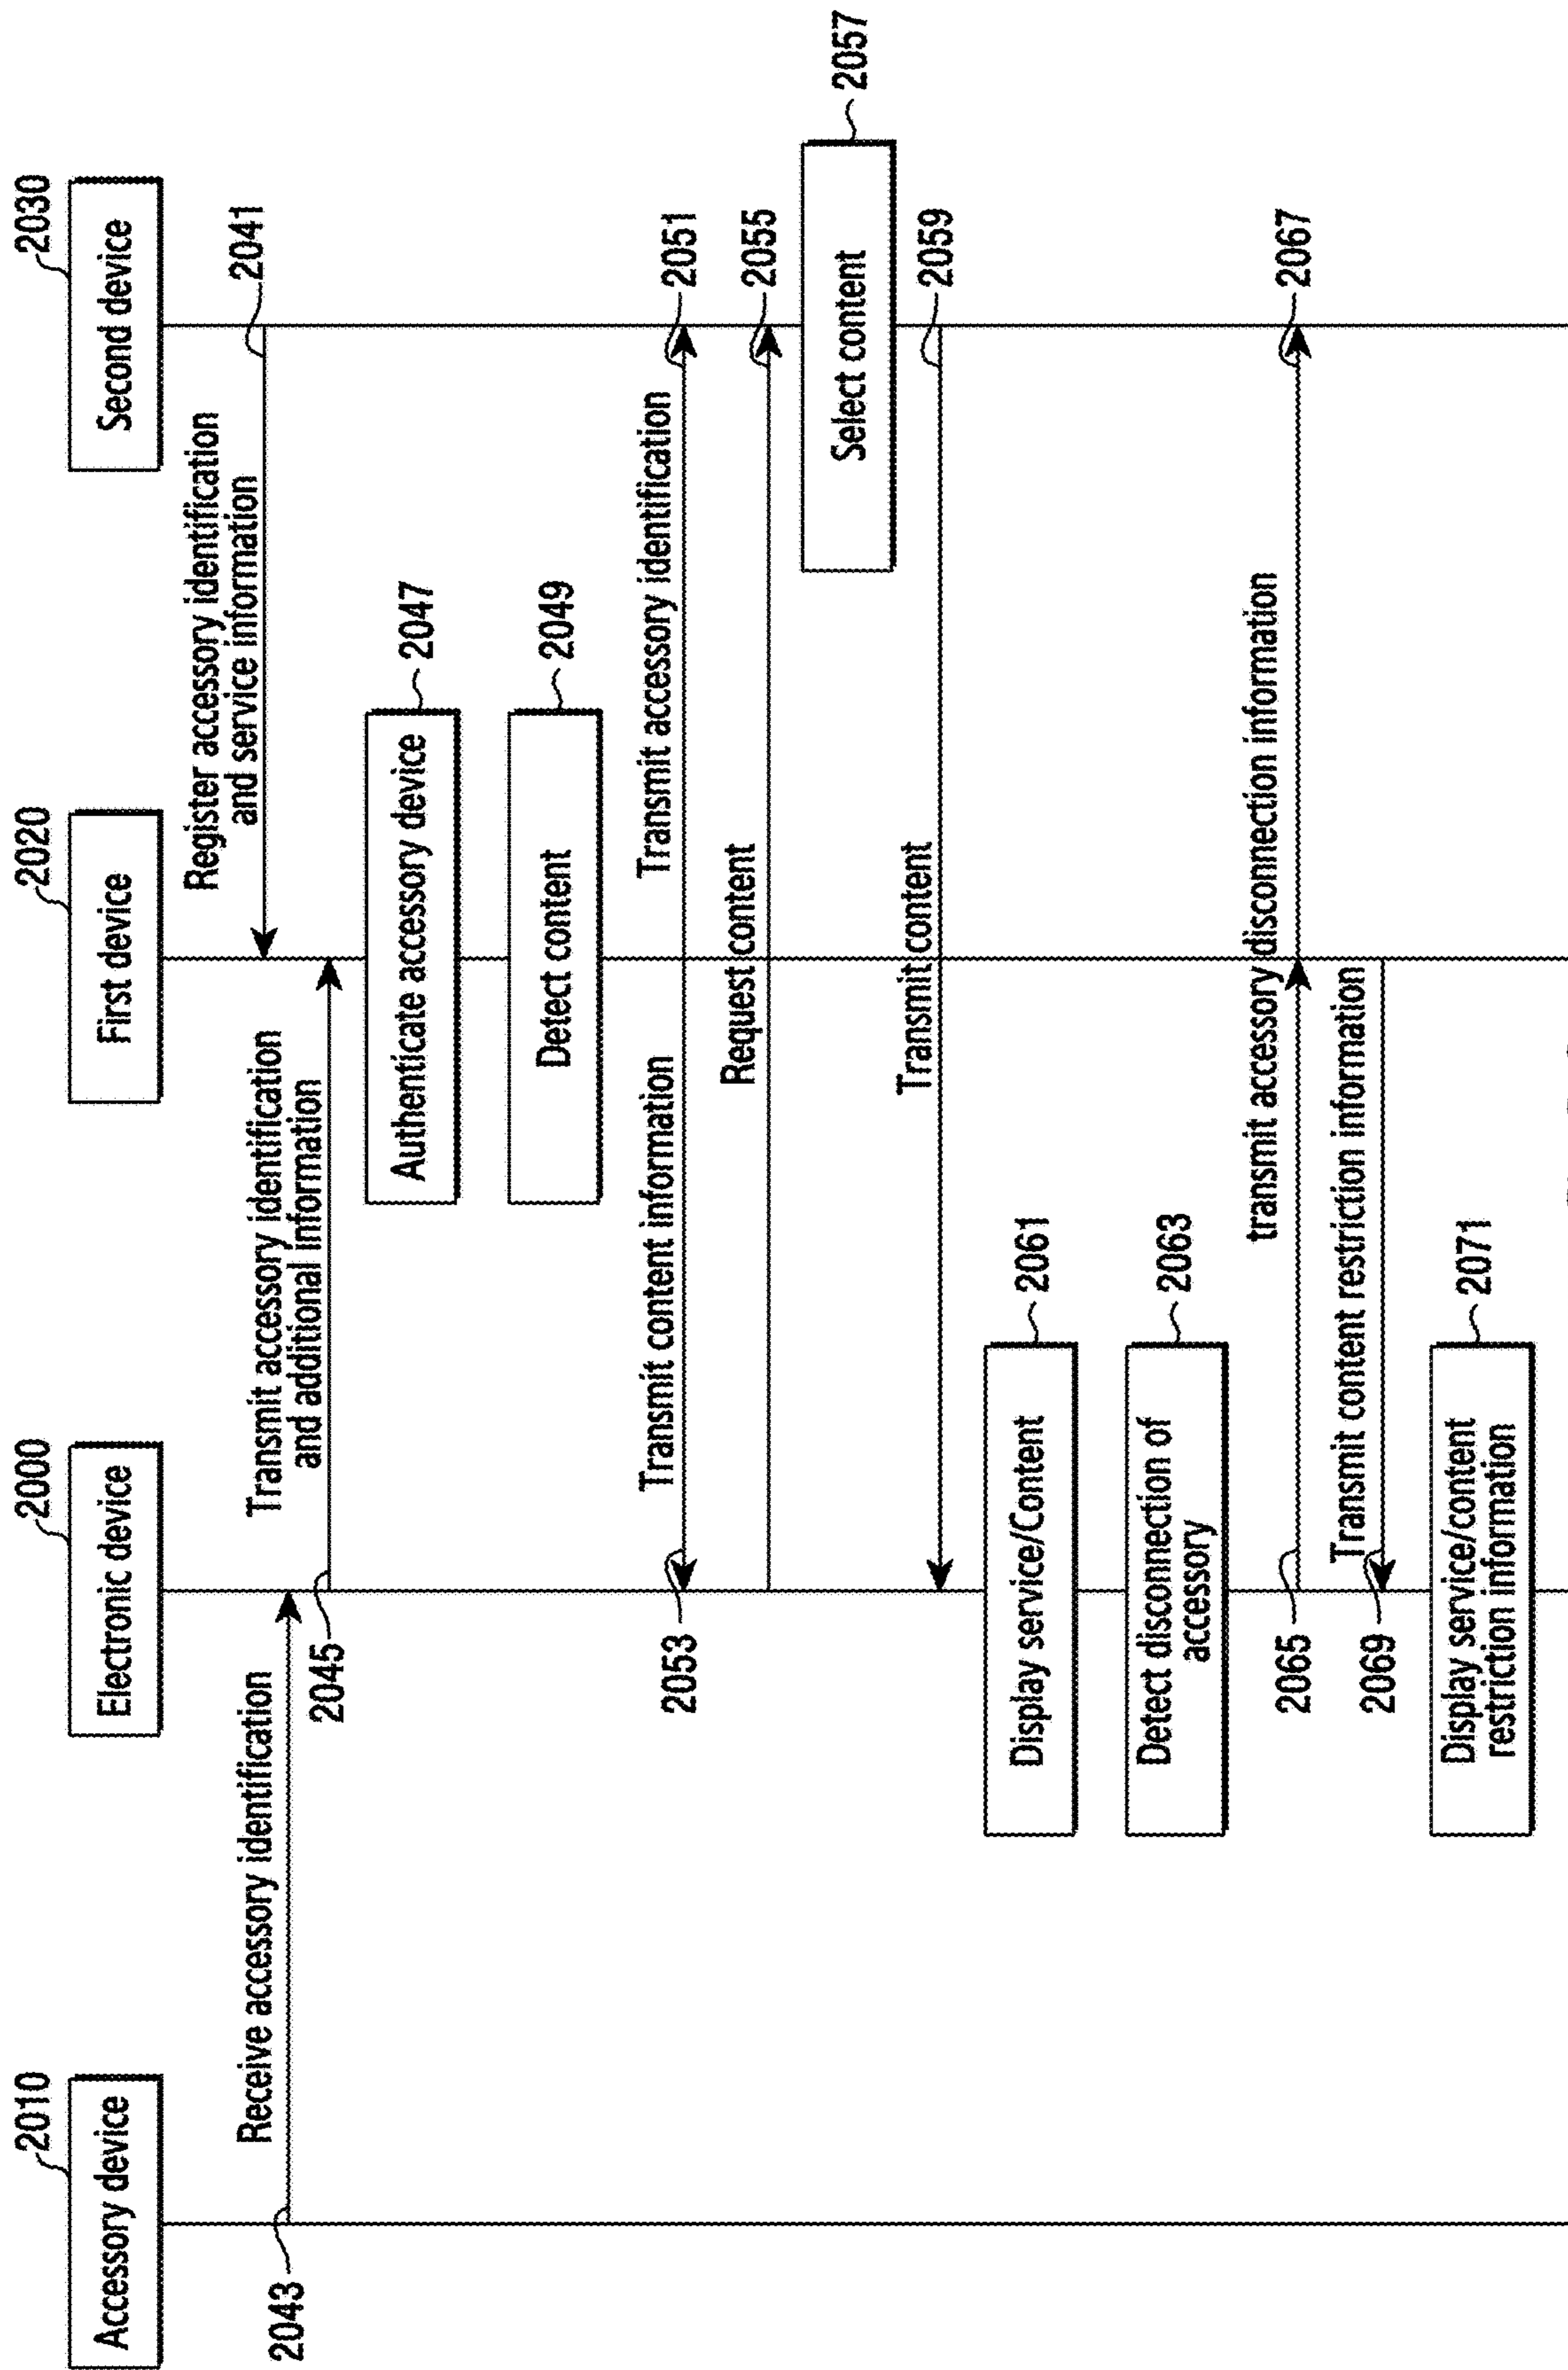 2010
Accessory device
2000
Electronic device
2020
First device
2030
Second device
Register accessory identification
and service information
2041
Receive accessory identification
2043
Transmit accessory identification
and additional information
2045
Authenticate accessory device
2047
Detect content
2049
Transmit content information
2053
Transmit accessory identification
2051
Request content
2055
Select content
2057
Transmit content
2059
Display service/Content
2061
Detect disconnection of
accessory
2063
transmit accessory disconnection information
2065
2067
Transmit content restriction information
2069
Display service/content
restriction information
2071